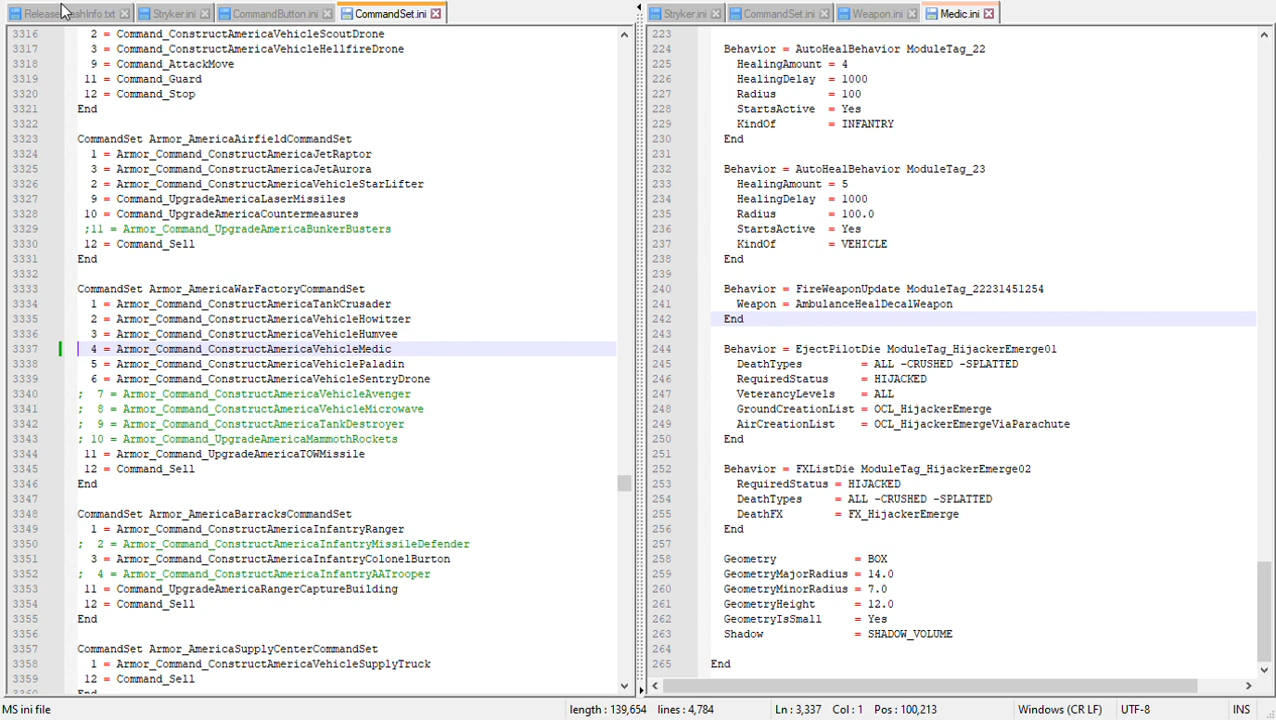 Stryker.ini
CommandButton.ini
CommandSet.ini
3316 2 = Command_ConstructAmericaVehicleScoutDrone
3317 3 = Command_ConstructAmericaVehicleHellfireDrone
3318 9 = Command_AttackMove
3319 11 = Command_Guard
3320 12 = Command_Stop
3321 End
3322
3323 CommandSet Armor_AmericaAirfieldCommandSet
3324 1 = Armor_Command_ConstructAmericaJetRaptor
3325 3 = Armor_Command_ConstructAmericaJetAurora
3326 2 = Armor_Command_ConstructAmericaVehicleStarLifter
3327 9 = Command_UpgradeAmericaLaserMissiles
3328 10 = Command_UpgradeAmericaCountermeasures
3329 ;11 = Armor_Command_UpgradeAmericaBunkerBusters
3330 12 = Command_Sell
3331 End
3332
3333 CommandSet Armor_AmericaWarFactoryCommandSet
3334 1 = Armor_Command_ConstructAmericaTankCrusader
3335 2 = Armor_Command_ConstructAmericaVehicleHowitzer
3336 3 = Armor_Command_ConstructAmericaVehicleHumvee
3337 4 = Armor_Command_ConstructAmericaVehicleMedic
3338 5 = Armor_Command_ConstructAmericaVehiclePaladin
3339 6 = Armor_Command_ConstructAmericaVehicleSentryDrone
3340 ; 7 = Armor_Command_ConstructAmericaVehicleAvenger
3341 ; 8 = Armor_Command_ConstructAmericaVehicleMicrowave
3342 ; 9 = Armor_Command_ConstructAmericaTankDestroyer
3343 ; 10 = Armor_Command_UpgradeAmericaMammothRockets
3344 11 = Armor_Command_UpgradeAmericaTOWMissile
3345 12 = Command_Sell
3346 End
3347
3348 CommandSet Armor_AmericaBarracksCommandSet
3349 1 = Armor_Command_ConstructAmericaInfantryRanger
3350 ; 2 = Armor_Command_ConstructAmericaInfantryMissileDefender
3351 3 = Armor_Command_ConstructAmericaInfantryColonelBurton
3352 ; 4 = Armor_Command_ConstructAmericaInfantryAATrooper
3353 11 = Command_UpgradeAmericaRangerCaptureBuilding
3354 12 = Command_Sell
3355 End
3356
3357 CommandSet Armor_AmericaSupplyCenterCommandSet
3358 1 = Armor_Command_ConstructAmericaVehicleSupplyTruck
3359 12 = Command_Sell
3360 End
Stryker.ini
CommandSet.ini
Weapon.ini
Medic.ini
223
224 Behavior = AutoHealBehavior ModuleTag_22
225 HealingAmount = 4
226 HealingDelay = 1000
227 Radius = 100
228 StartsActive = Yes
229 KindOf = INFANTRY
230 End
231
232 Behavior = AutoHealBehavior ModuleTag_23
233 HealingAmount = 5
234 HealingDelay = 1000
235 Radius = 100.0
236 StartsActive = Yes
237 KindOf = VEHICLE
238 End
239
240 Behavior = FireWeaponUpdate ModuleTag_22231451254
241 Weapon = AmbulanceHealDecalWeapon
242 End
243
244 Behavior = EjectPilotDie ModuleTag_HijackerEmerge01
245 DeathTypes = ALL -CRUSHED -SPLATTED
246 RequiredStatus = HIJACKED
247 VeterancyLevels = ALL
248 GroundCreationList = OCL_HijackerEmerge
249 AirCreationList = OCL_HijackerEmergeViaParachute
250 End
251
252 Behavior = FXListDie ModuleTag_HijackerEmerge02
253 RequiredStatus = HIJACKED
254 DeathTypes = ALL -CRUSHED -SPLATTED
255 DeathFX = FX_HijackerEmerge
256 End
257
258 Geometry = BOX
259 GeometryMajorRadius = 14.0
260 GeometryMinorRadius = 7.0
261 GeometryHeight = 12.0
262 GeometryIsSmall = Yes
263 Shadow = SHADOW_VOLUME
264
265 End
MS ini file
length : 139,654 lines : 4,784
Ln : 3,337 Col : 1 Pos : 100,213
Windows (CR LF)
UTF-8
INS